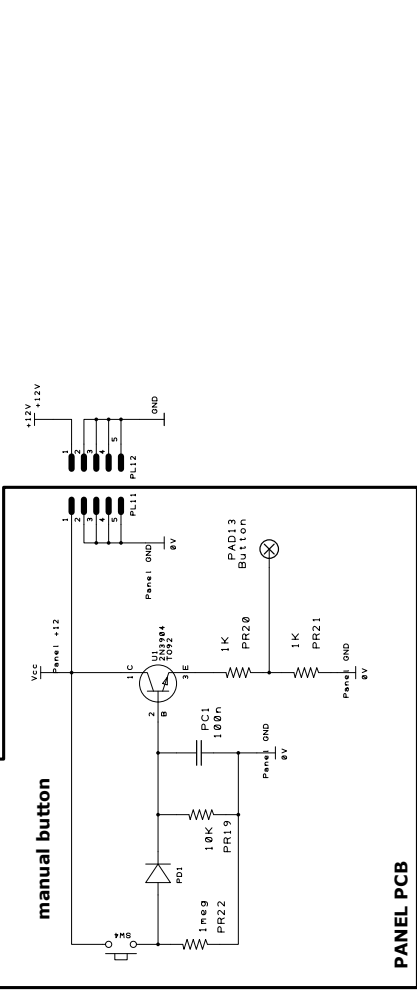 +12V
+12V
GND
1
2
3
4
5
PL12
1
2
3
4
5
PL11
Panel GND
0V
Vcc
Panel +12
manual button
1 C
U1
2N3904
TO92
3 E
2
B
PC1
100n
Panel GND
0V
1K
PR20
PAD13
Button
1K
PR21
Panel GND
0V
SW4
PD1
10K
PR19
1meg
PR22
PANEL PCB